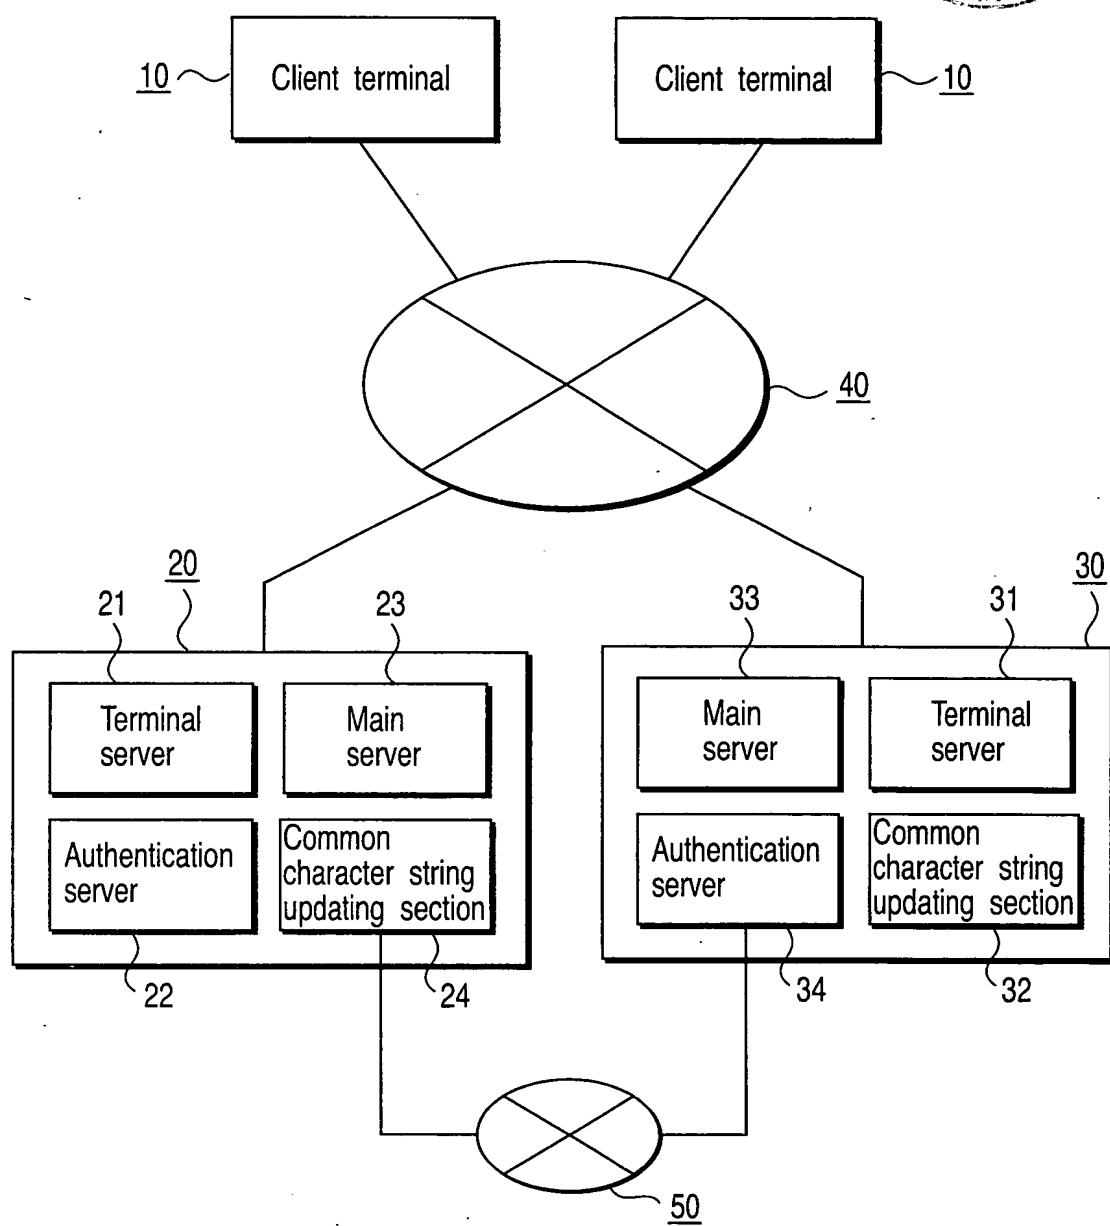 10
Client terminal
Client terminal
10
40
20
30
21
23
33
31
Terminal
server
Main
server
Main
server
Terminal
server
Authentication
server
Common
character string
updating section
Authentication
server
Common
character string
updating section
22
24
34
32
50